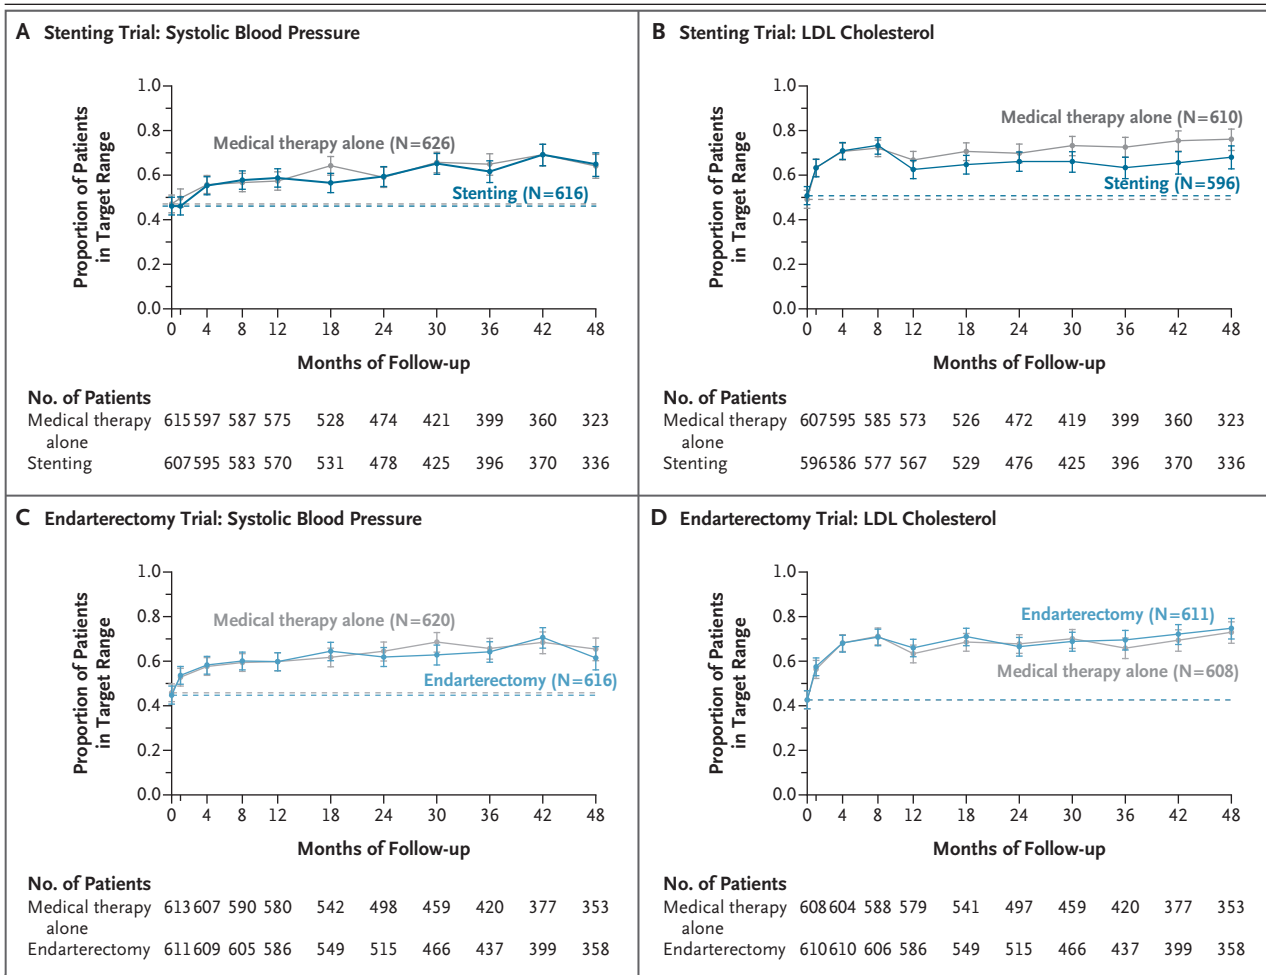 A Stenting Trial: Systolic Blood Pressure
Proportion of Patients
in Target Range
1.0
0.8
0.6
0.4
0.2
0.0
Medical therapy alone (N=626)
Stenting (N=616)
0 4 8 12 18 24 30 36 42 48
Months of Follow-up
No. of Patients
Medical therapy alone 615 597 587 575 528 474 421 399 360 323
Stenting 607 595 583 570 531 478 425 396 370 336
B Stenting Trial: LDL Cholesterol
Proportion of Patients
in Target Range
1.0
0.8
0.6
0.4
0.2
0.0
Medical therapy alone (N=610)
Stenting (N=596)
0 4 8 12 18 24 30 36 42 48
Months of Follow-up
No. of Patients
Medical therapy alone 607 595 585 573 526 472 419 399 360 323
Stenting 596 586 577 567 529 476 425 396 370 336
C Endarterectomy Trial: Systolic Blood Pressure
Proportion of Patients
in Target Range
1.0
0.8
0.6
0.4
0.2
0.0
Medical therapy alone (N=620)
Endarterectomy (N=616)
0 4 8 12 18 24 30 36 42 48
Months of Follow-up
No. of Patients
Medical therapy alone 613 607 590 580 542 498 459 420 377 353
Endarterectomy 611 609 605 586 549 515 466 437 399 358
D Endarterectomy Trial: LDL Cholesterol
Proportion of Patients
in Target Range
1.0
0.8
0.6
0.4
0.2
0.0
Endarterectomy (N=611)
Medical therapy alone (N=608)
0 4 8 12 18 24 30 36 42 48
Months of Follow-up
No. of Patients
Medical therapy alone 608 604 588 579 541 497 459 420 377 353
Endarterectomy 610 610 606 586 549 515 466 437 399 358